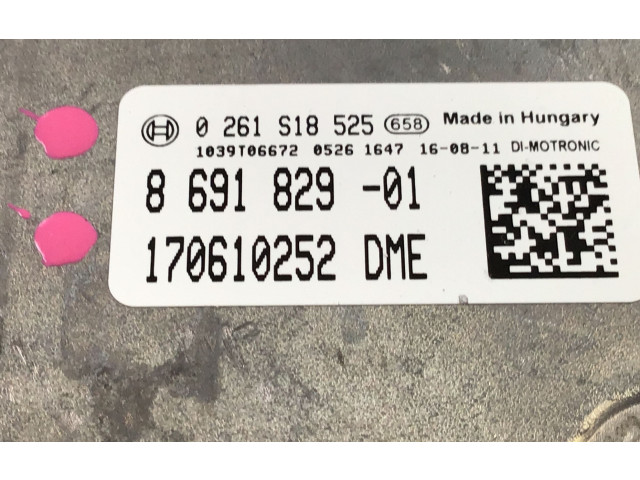 0 261 S18 525 658 Made in Hungary
1039T06672 0526 1647 16-08-11 DI-MOTRONIC
8 691 829 -01
170610252 DME